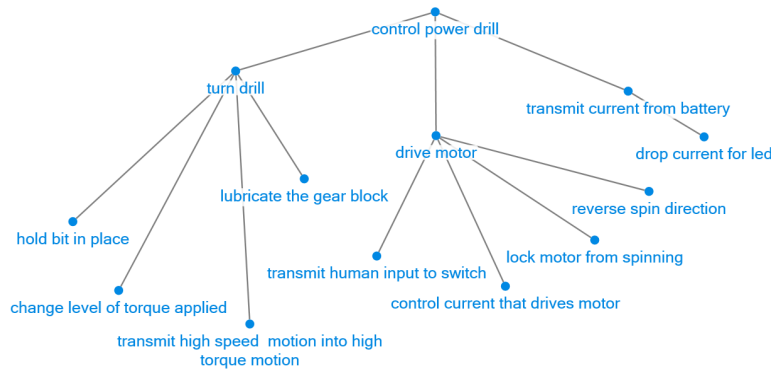 control power drill
turn drill
transmit current from battery
drive motor
drop current for led
lubricate the gear block
reverse spin direction
hold bit in place
lock motor from spinning
transmit human input to switch
change level of torque applied
control current that drives motor
transmit high speed  motion into high
torque motion